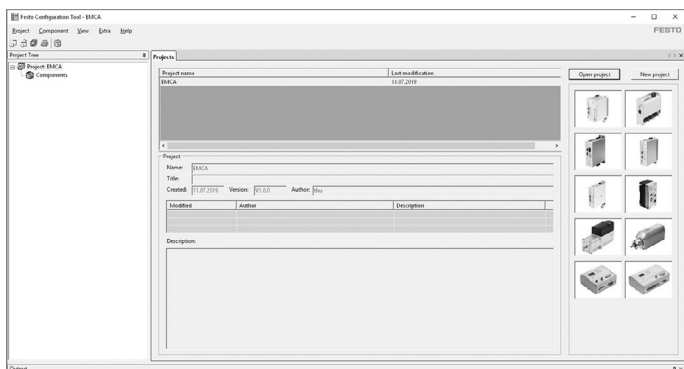 Festo Configuration Tool - EMCA
Project Component View Extra Help
FESTO
Project Tree
Projects
Project: EMCA
Components
Project name Last modification
EMCA 11.07.2019
Open project New project
Project
Name: EMCA
Title:
Created: 11.07.2019 Version: V1.0.0 Author: thu
Modified Author Description
Description:
Output